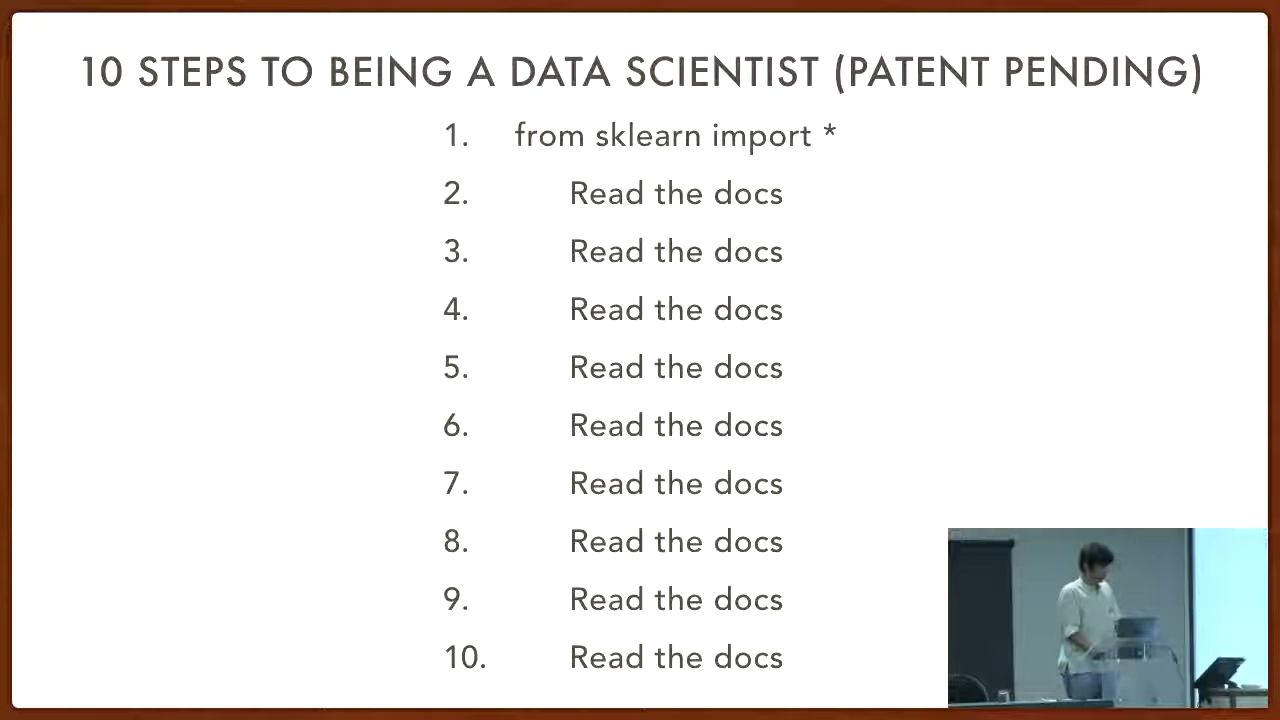 10 STEPS TO BEING A DATA SCIENTIST (PATENT PENDING)
1. from sklearn import *
2. Read the docs
3. Read the docs
4. Read the docs
5. Read the docs
6. Read the docs
7. Read the docs
8. Read the docs
9. Read the docs
10. Read the docs